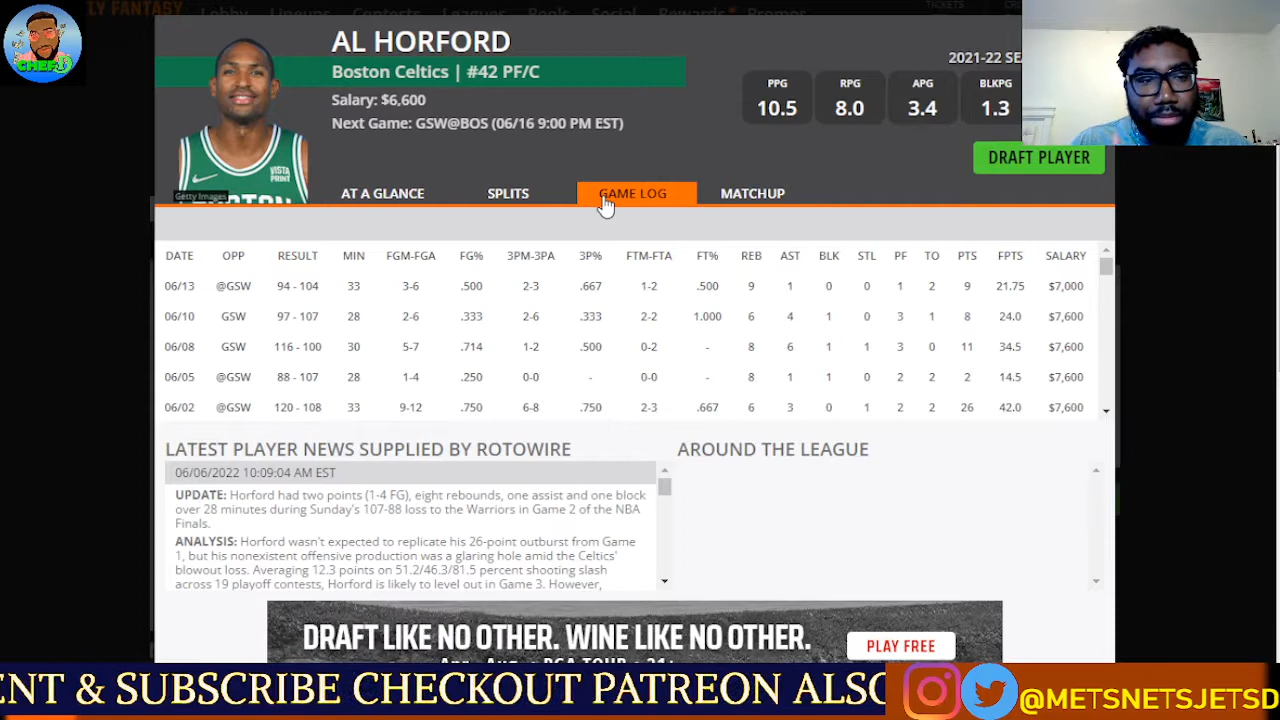 LY FANTASY
CHEF
AL HORFORD
Boston Celtics | #42 PF/C
Salary: $6,600
Next Game: GSW@BOS (06/16 9:00 PM EST)
2021-22 SE
PPG RPG APG BLKPG
10.5 8.0 3.4 1.3
DRAFT PLAYER
VISTA
PRINT
Getty Images
AT A GLANCE SPLITS GAME LOG MATCHUP
DATE OPP RESULT MIN FGM-FGA FG% 3PM-3PA 3P% FTM-FTA FT% REB AST BLK STL PF TO PTS FPTS SALARY
06/13 @GSW 94 - 104 33 3-6 .500 2-3 .667 1-2 .500 9 1 0 0 1 2 9 21.75 $7,000
06/10 GSW 97 - 107 28 2-6 .333 2-6 .333 2-2 1.000 6 4 1 0 3 1 8 24.0 $7,600
06/08 GSW 116 - 100 30 5-7 .714 1-2 .500 0-2 - 8 6 1 1 3 0 11 34.5 $7,600
06/05 @GSW 88 - 107 28 1-4 .250 0-0 - 0-0 - 8 1 1 0 2 2 2 14.5 $7,600
06/02 @GSW 120 - 108 33 9-12 .750 6-8 .750 2-3 .667 6 3 0 1 2 2 26 42.0 $7,600
LATEST PLAYER NEWS SUPPLIED BY ROTOWIRE
06/06/2022 10:09:04 AM EST
UPDATE: Horford had two points (1-4 FG), eight rebounds, one assist and one block
over 28 minutes during Sunday's 107-88 loss to the Warriors in Game 2 of the NBA
Finals.
ANALYSIS: Horford wasn't expected to replicate his 26-point outburst from Game
1, but his nonexistent offensive production was a glaring hole amid the Celtics'
blowout loss. Averaging 12.3 points on 51.2/46.3/81.5 percent shooting slash
across 19 playoff contests, Horford is likely to level out in Game 3. However,
AROUND THE LEAGUE
DRAFT LIKE NO OTHER. WINE LIKE NO OTHER.
PLAY FREE
ENT & SUBSCRIBE CHECKOUT PATREON ALSO
@METSNETSJETSD